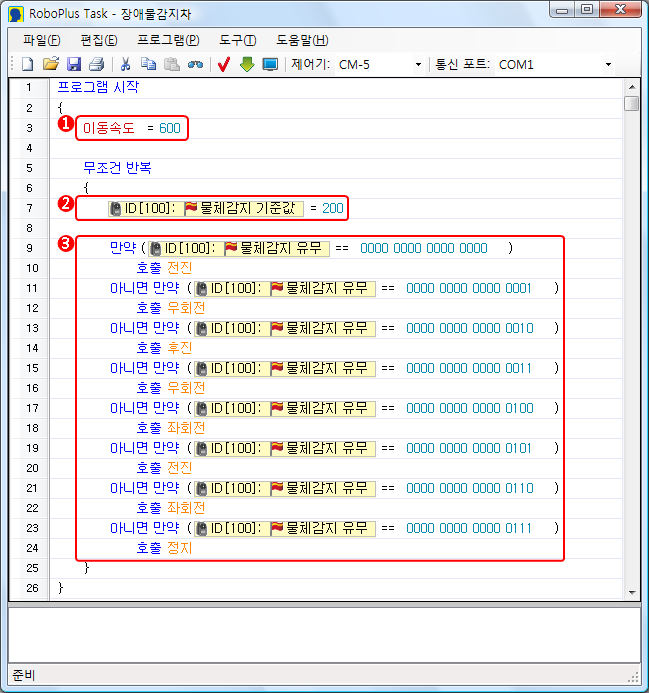 RoboPlus Task - 장애물감지차
파일(F) 편집(E) 프로그램(P) 도구(T) 도움말(H)
제어기: CM-5 통신 포트: COM1
1 프로그램 시작
2 {
❶
3 이동속도 = 600
4
5 무조건 반복
6 {
❷
7 ID[100]: 물체감지 기준값 = 200
8
❸
9 만약 (ID[100]: 물체감지 유무 == 0000 0000 0000 0000 )
10 호출 전진
11 아니면 만약 (ID[100]: 물체감지 유무 == 0000 0000 0000 0001 )
12 호출 우회전
13 아니면 만약 (ID[100]: 물체감지 유무 == 0000 0000 0000 0010 )
14 호출 후진
15 아니면 만약 (ID[100]: 물체감지 유무 == 0000 0000 0000 0011 )
16 호출 우회전
17 아니면 만약 (ID[100]: 물체감지 유무 == 0000 0000 0000 0100 )
18 호출 좌회전
19 아니면 만약 (ID[100]: 물체감지 유무 == 0000 0000 0000 0101 )
20 호출 전진
21 아니면 만약 (ID[100]: 물체감지 유무 == 0000 0000 0000 0110 )
22 호출 좌회전
23 아니면 만약 (ID[100]: 물체감지 유무 == 0000 0000 0000 0111 )
24 호출 정지
25 }
26 }
준비